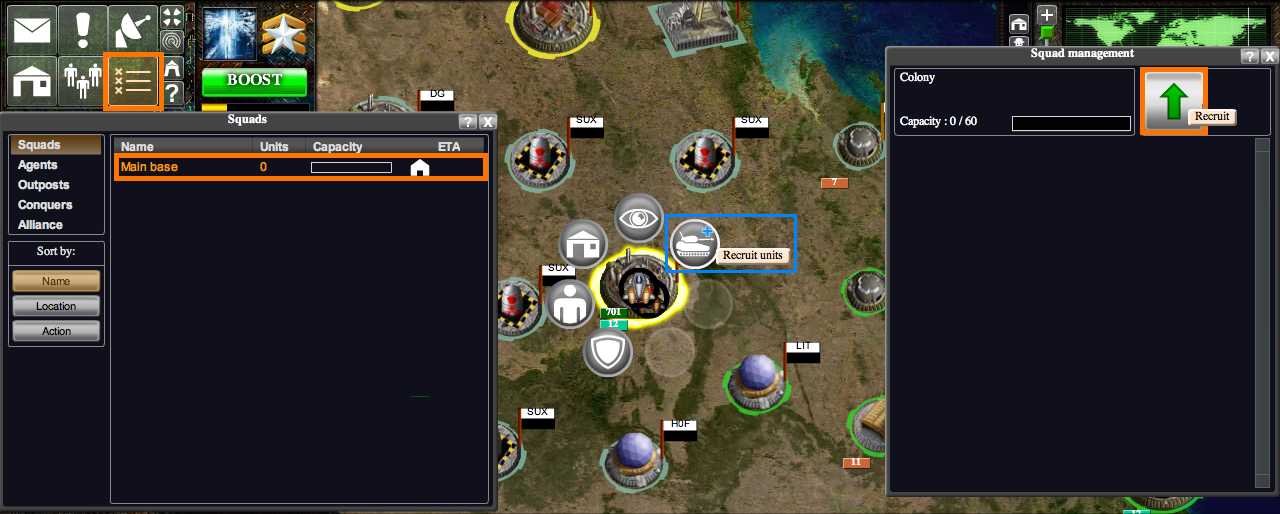 BOOST
Squads
? X
Squads
Agents
Outposts
Conquers
Alliance
Sort by:
Name
Location
Action
Name Units Capacity ETA
Main base 0
DG
SUX
SUX
7
Recruit units
SUX
701
12
LIT
SUX
H0F
11
12
Squad management
? X
Colony
Capacity : 0 / 60
Recruit